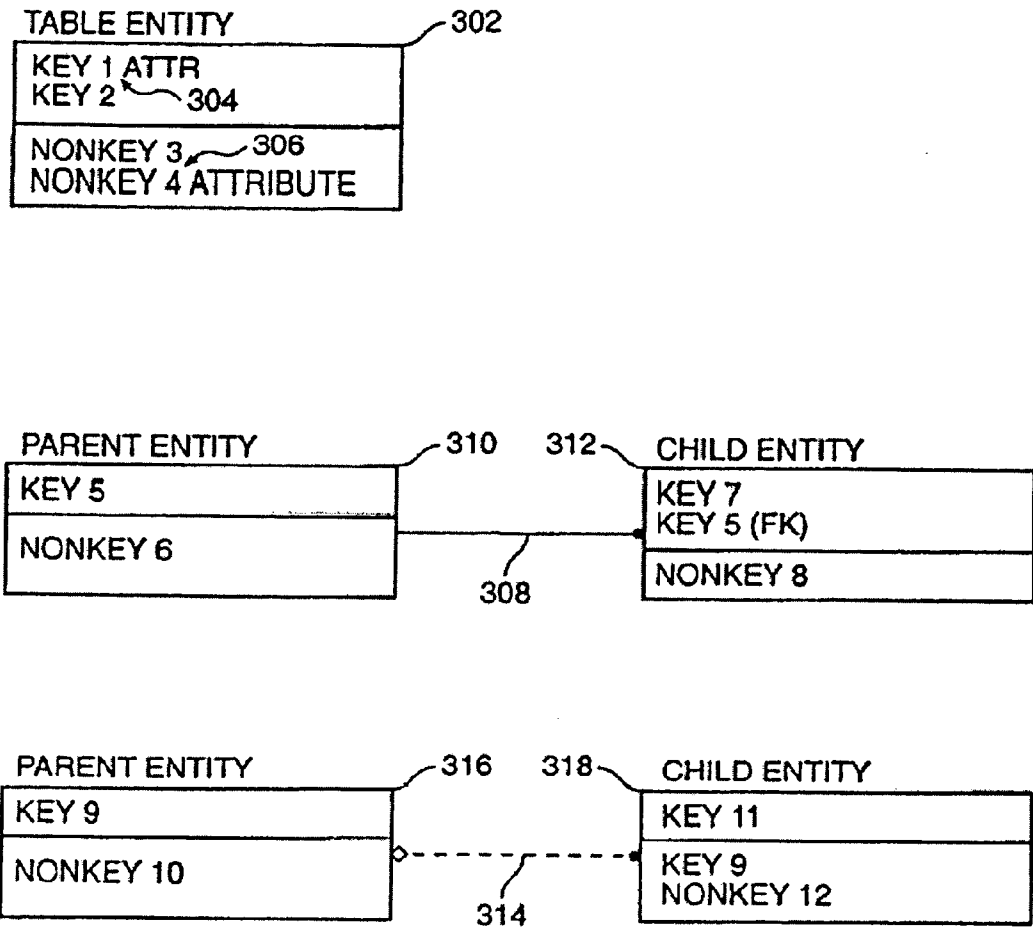 TABLE ENTITY
302
KEY 1 ATTR
KEY 2
304
NONKEY 3
306
NONKEY 4 ATTRIBUTE
PARENT ENTITY
310
312
CHILD ENTITY
KEY 5
NONKEY 6
KEY 7
KEY 5 (FK)
NONKEY 8
308
PARENT ENTITY
316
318
CHILD ENTITY
KEY 9
NONKEY 10
KEY 11
KEY 9
NONKEY 12
314